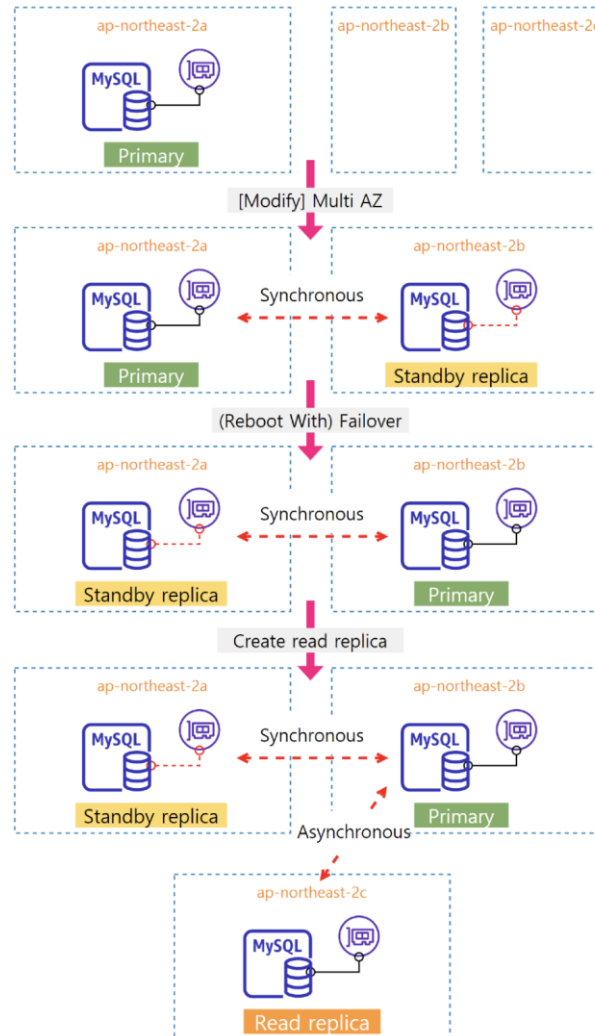 ap-northeast-2a
ap-northeast-2b
ap-northeast-2c
MySQL
Primary
[Modify] Multi AZ
ap-northeast-2a
ap-northeast-2b
MySQL
Synchronous
MySQL
Primary
Standby replica
(Reboot With) Failover
ap-northeast-2a
ap-northeast-2b
MySQL
Synchronous
MySQL
Standby replica
Primary
Create read replica
ap-northeast-2a
ap-northeast-2b
MySQL
Synchronous
MySQL
Standby replica
Primary
Asynchronous
ap-northeast-2c
MySQL
Read replica